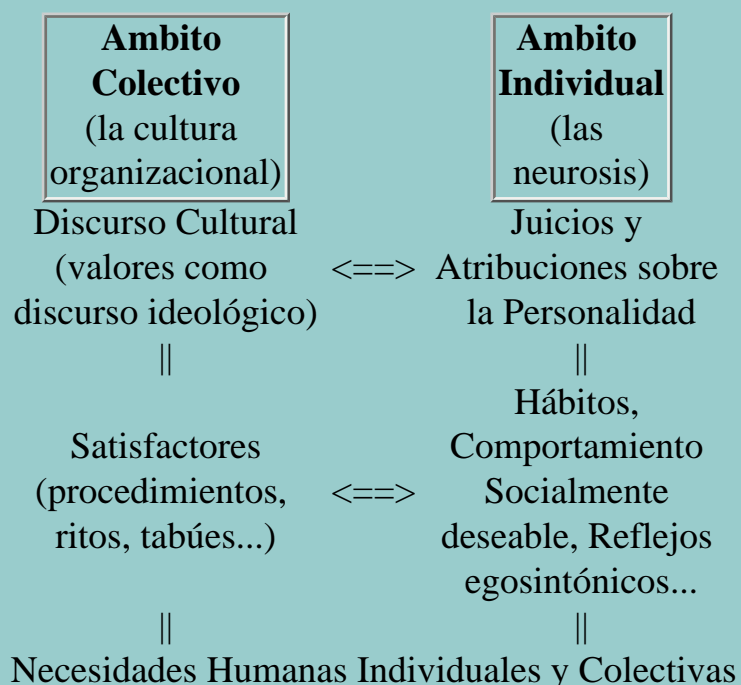 Ambito
Colectivo
(la cultura
organizacional)
Ambito
Individual
(las
neurosis)
Discurso Cultural
(valores como
discurso ideológico)
<==>
Juicios y
Atribuciones sobre
la Personalidad
||
||
Satisfactores
(procedimientos,
ritos, tabúes...)
<==>
Hábitos,
Comportamiento
Socialmente
deseable, Reflejos
egosintónicos...
||
||
Necesidades Humanas Individuales y Colectivas